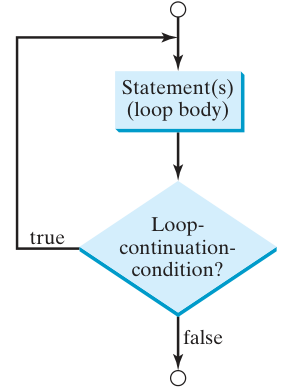 Statement(s)
(loop body)
Loop-
continuation-
condition?
true
false